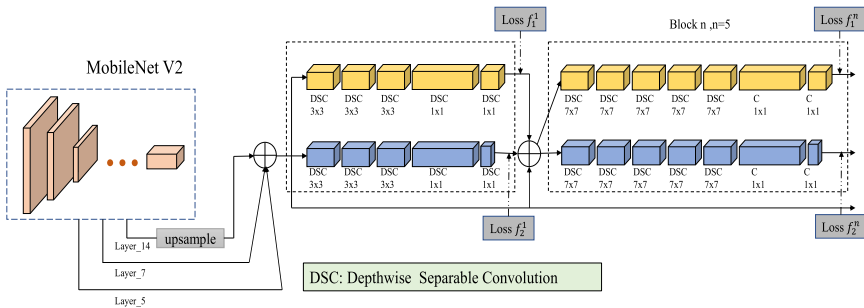 Loss f₁¹
Block n ,n=5
Loss f₁ⁿ
MobileNet V2
DSC DSC DSC DSC DSC
3x3 3x3 3x3 1x1 1x1
DSC DSC DSC DSC DSC C C
7x7 7x7 7x7 7x7 7x7 1x1 1x1
DSC DSC DSC DSC DSC
3x3 3x3 3x3 1x1 1x1
DSC DSC DSC DSC DSC C C
7x7 7x7 7x7 7x7 7x7 1x1 1x1
Loss f₂¹
Loss f₂ⁿ
upsample
Layer_14
Layer_7
Layer_5
DSC: Depthwise Separable Convolution